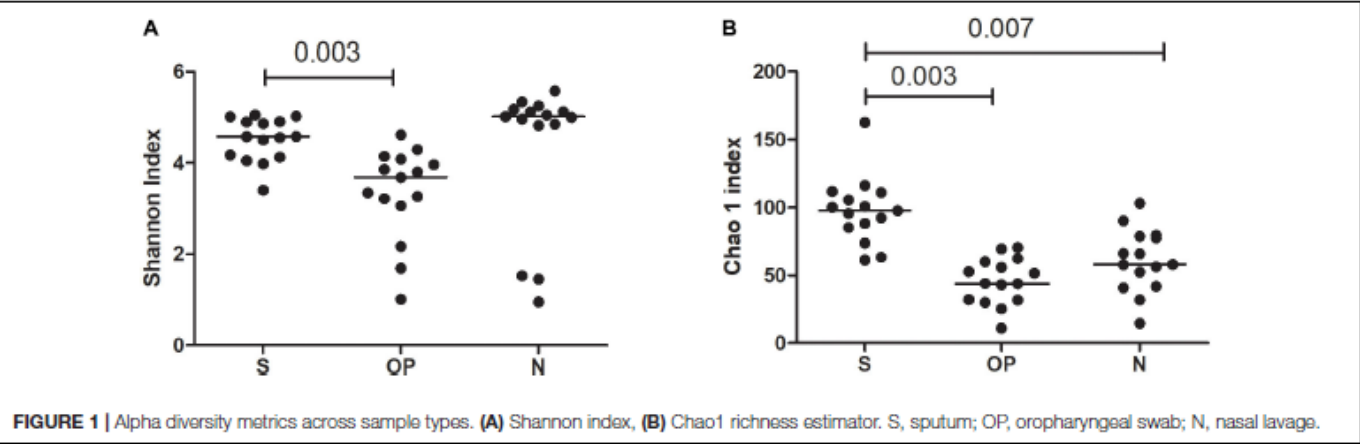 A
0.003
6
4
2
0
Shannon Index
S
OP
N
B
0.007
0.003
200
150
100
50
0
Chao 1 index
S
OP
N
FIGURE 1 | Alpha diversity metrics across sample types. (A) Shannon index, (B) Chao1 richness estimator. S, sputum; OP, oropharyngeal swab; N, nasal lavage.